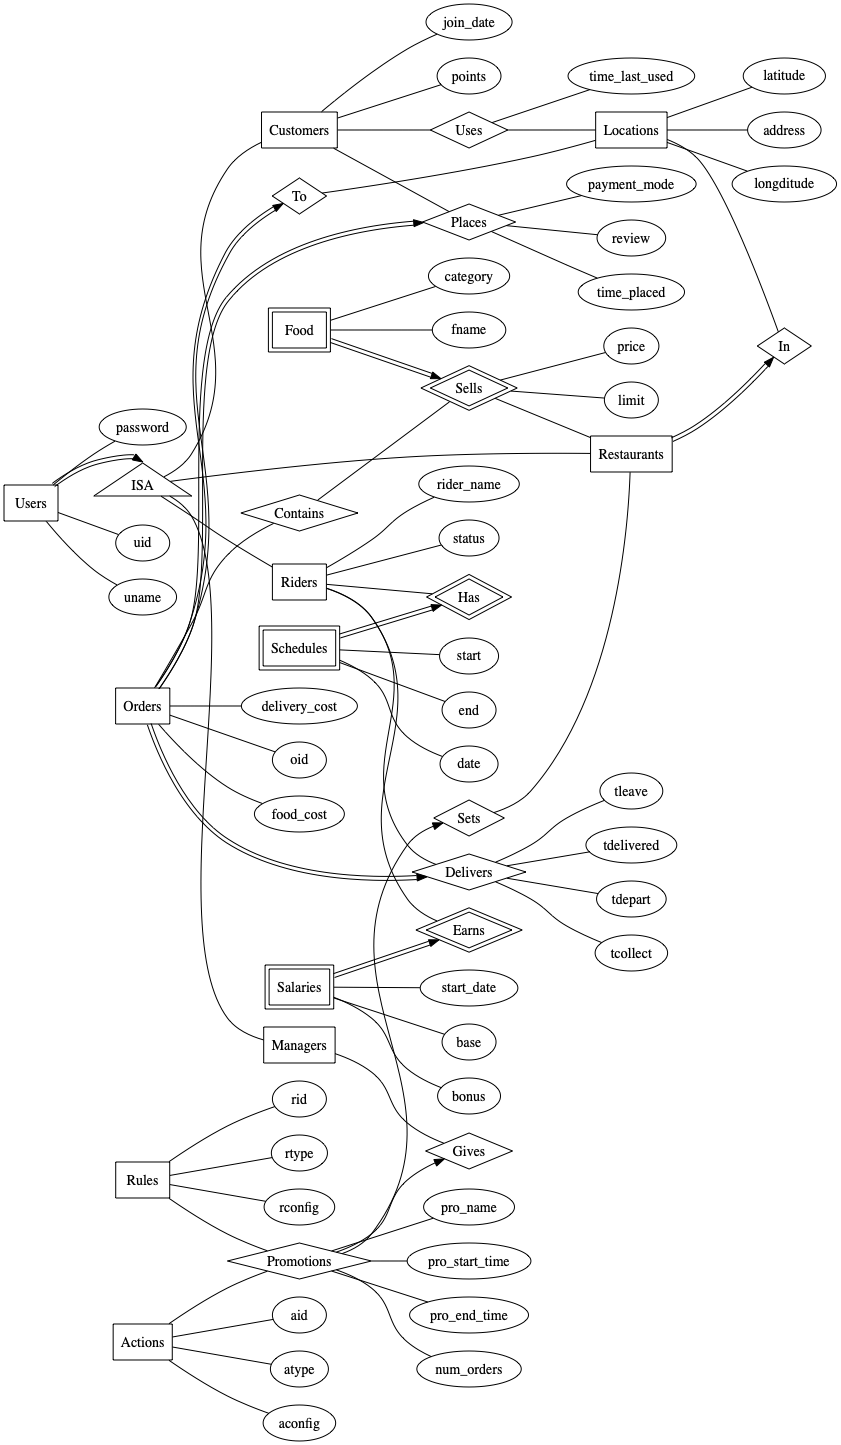 join_date
points
time_last_used
latitude
Customers
Uses
Locations
address
To
payment_mode
longditude
Places
review
category
time_placed
Food
fname
price
In
Sells
limit
password
Restaurants
ISA
rider_name
Users
Contains
uid
status
Riders
Has
uname
Schedules
start
Orders
delivery_cost
end
oid
date
food_cost
Sets
tleave
tdelivered
Delivers
tdepart
Earns
tcollect
Salaries
start_date
Managers
base
rid
bonus
rtype
Gives
Rules
rconfig
pro_name
Promotions
pro_start_time
aid
pro_end_time
Actions
atype
num_orders
aconfig